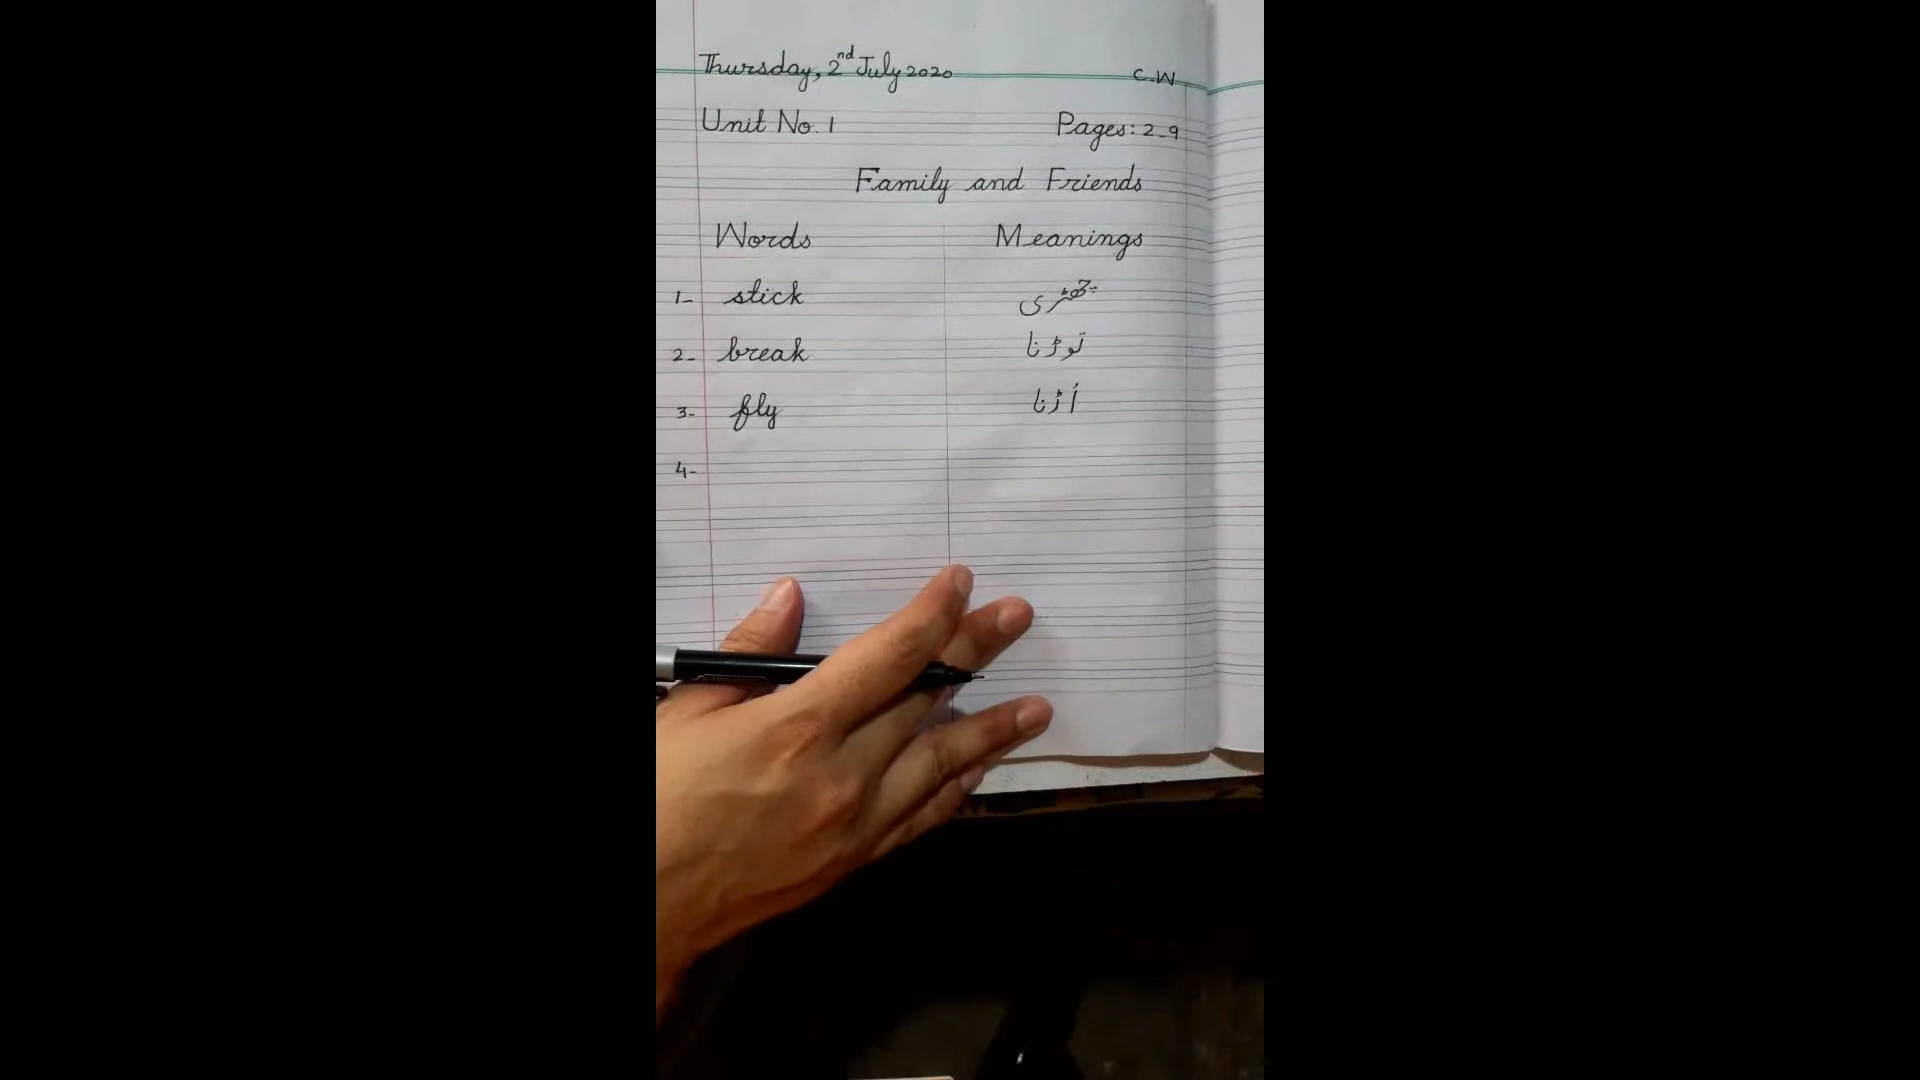 Thursday, 2nd July 2020 C.W
Unit No. 1 Pages: 2-9
Family and Friends
Words Meanings
1- stick چھڑی
2- break توڑنا
3- fly اُڑنا
4-